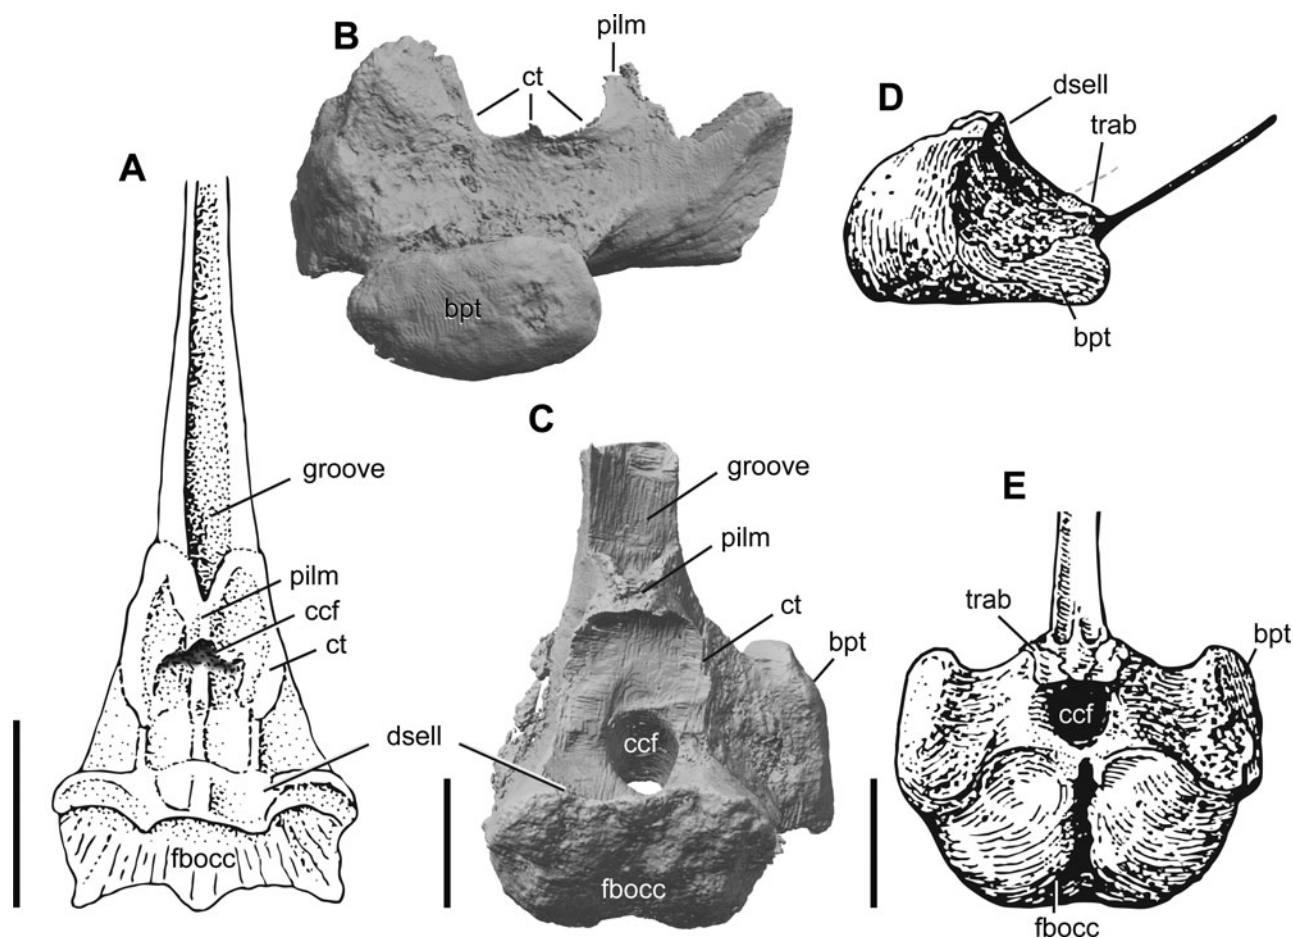 B
pilm
ct
bpt
D
dsell
trab
bpt
A
groove
pilm
ccf
ct
dsell
fbocc
C
groove
pilm
ct
bpt
ccf
fbocc
E
trab
bpt
ccf
fbocc